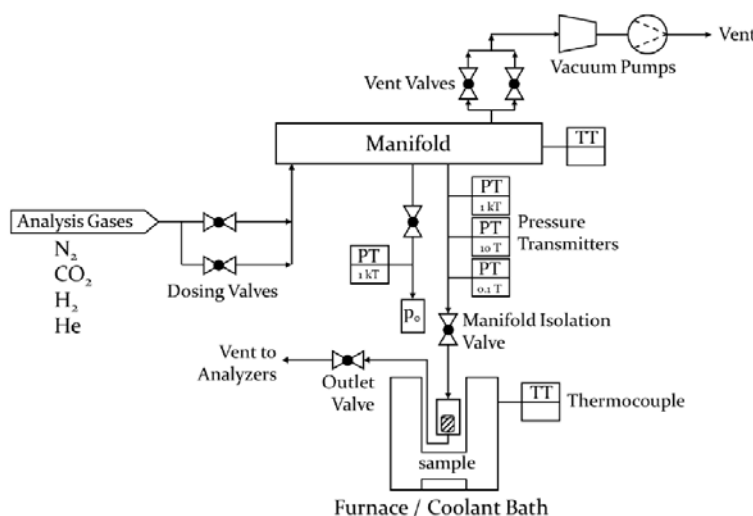 Vent
Vacuum Pumps
Vent Valves
Manifold
TT
Analysis Gases
N₂
CO₂
H₂
He
Dosing Valves
PT
1 kT
p₀
PT
1 kT
PT
10 T
PT
0.1 T
Pressure
Transmitters
Manifold Isolation
Valve
Vent to
Analyzers
Outlet
Valve
TT
Thermocouple
sample
Furnace / Coolant Bath